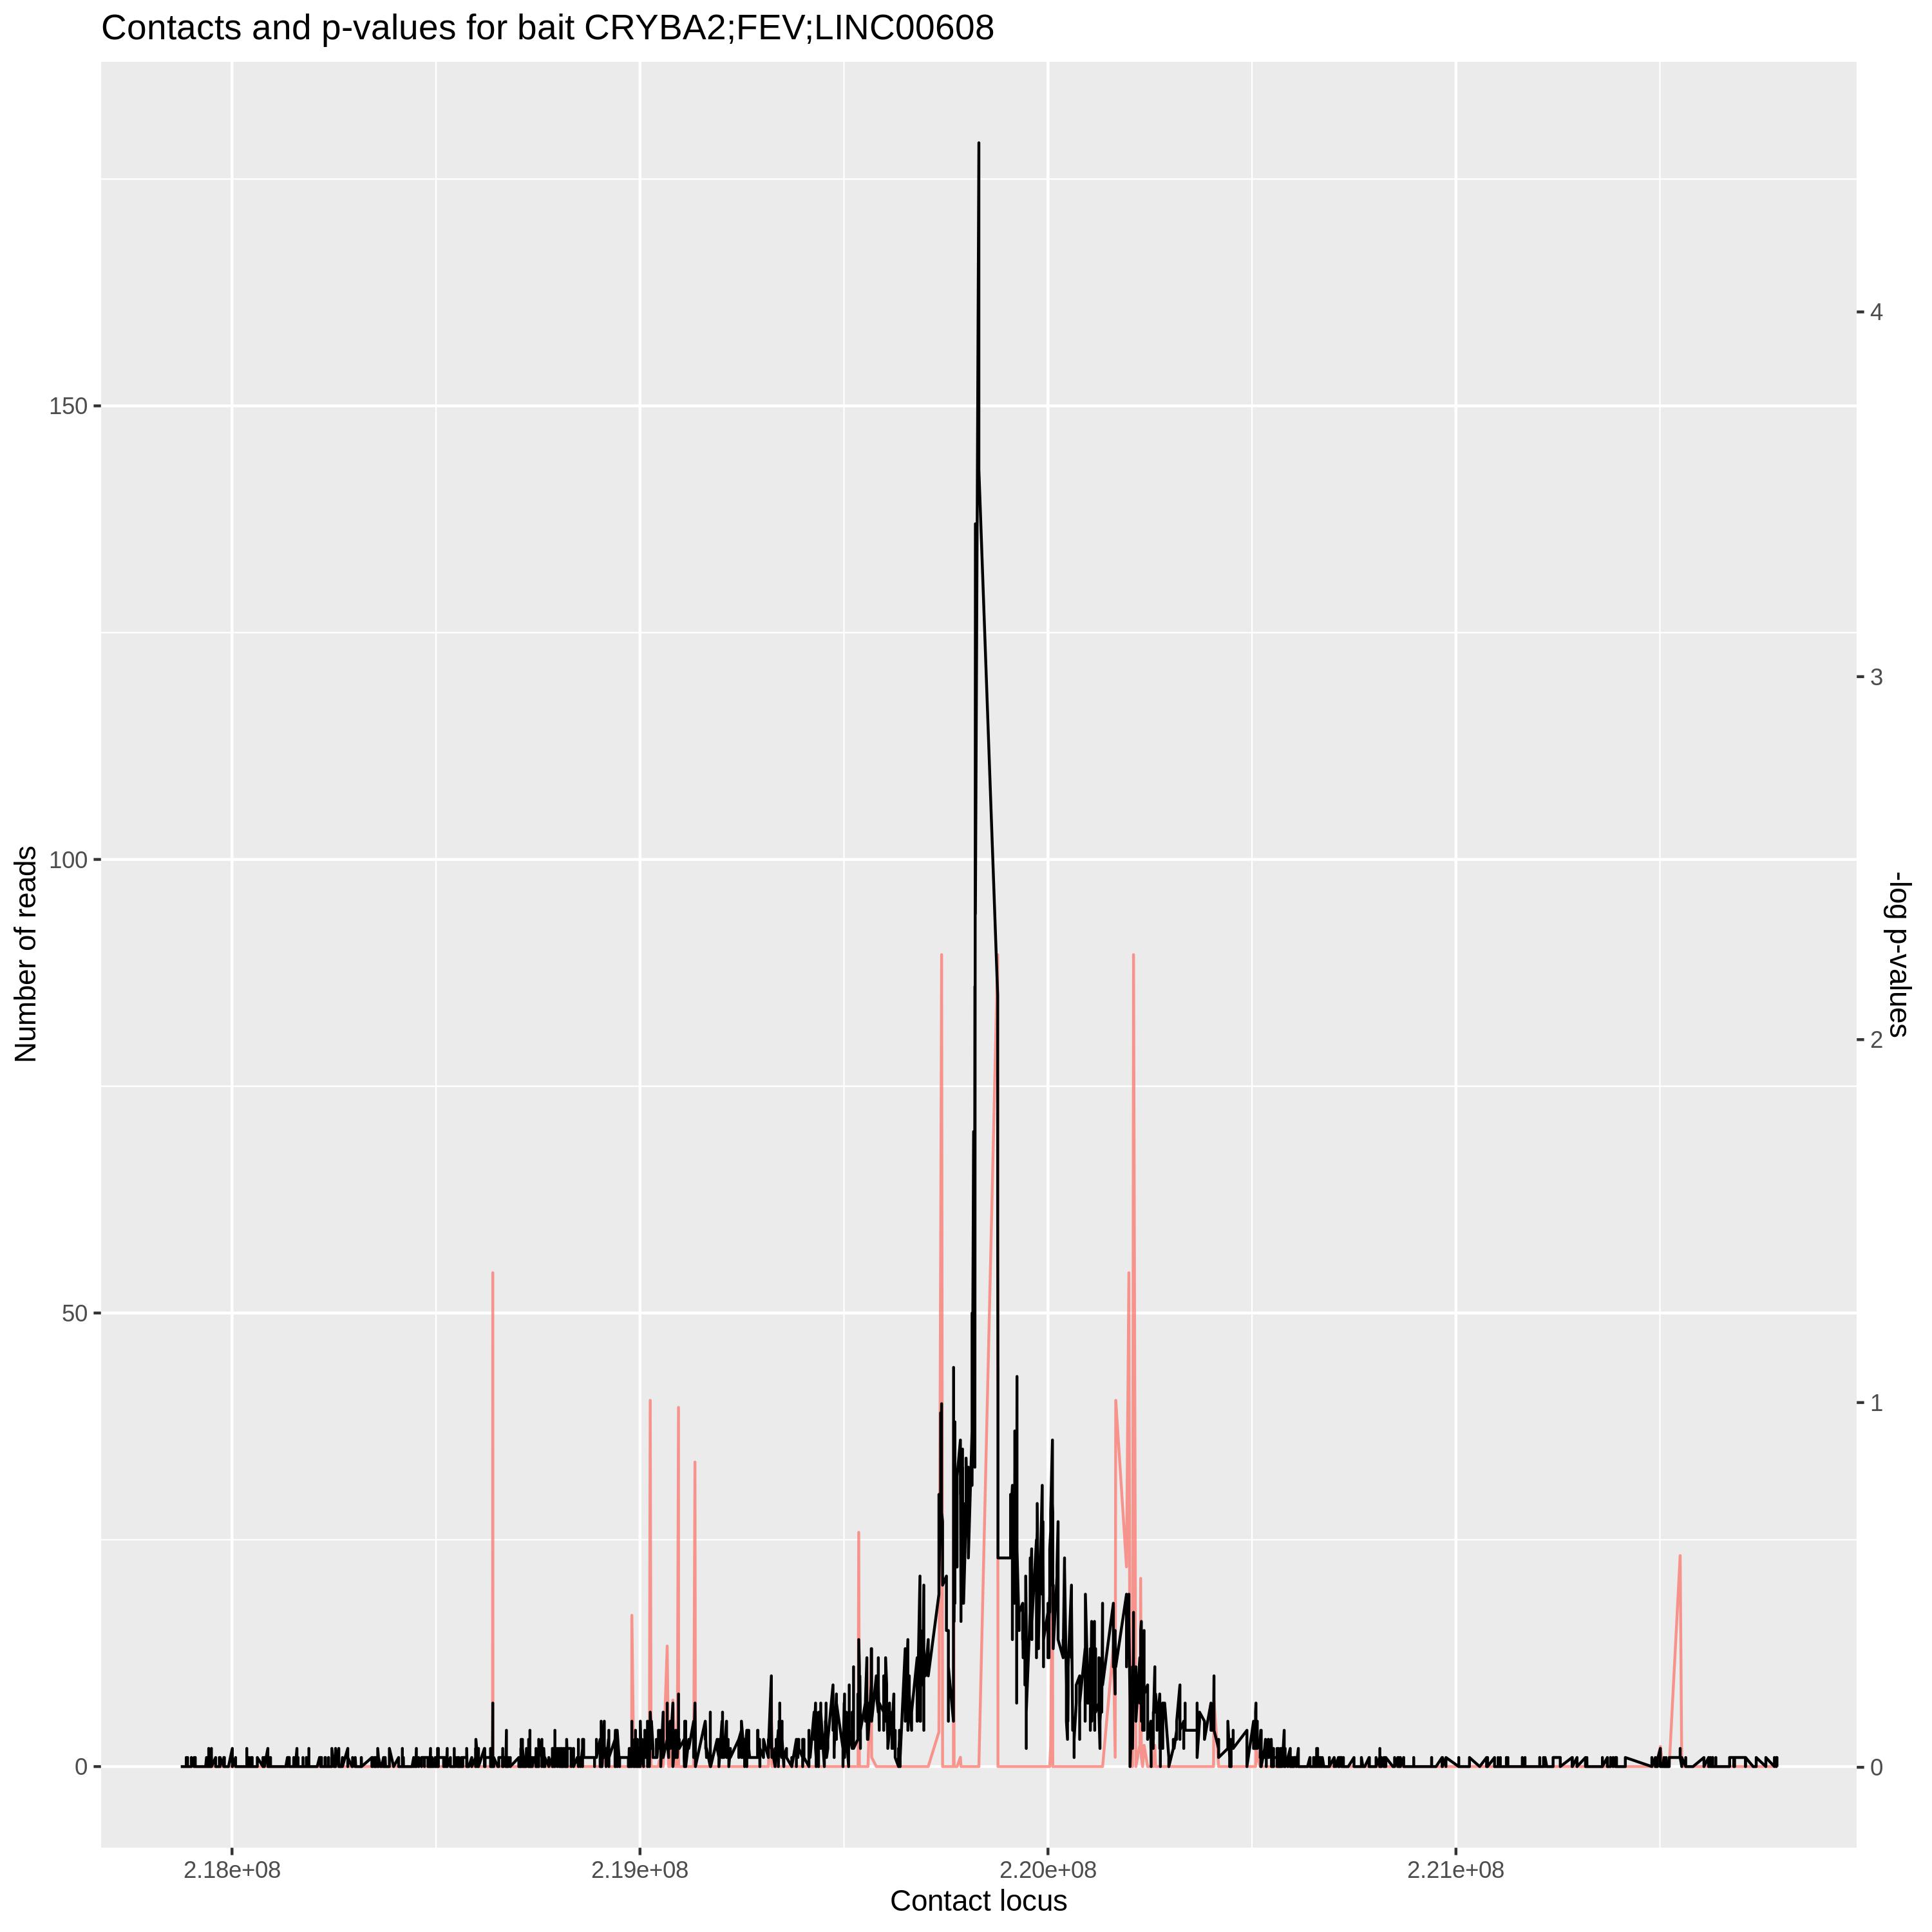 Contacts and p-values for bait CRYBA2;FEV;LINC00608
Number of reads
150
100
50
0
4
3
2
1
0
-log p-values
2.18e+08
2.19e+08
2.20e+08
2.21e+08
Contact locus